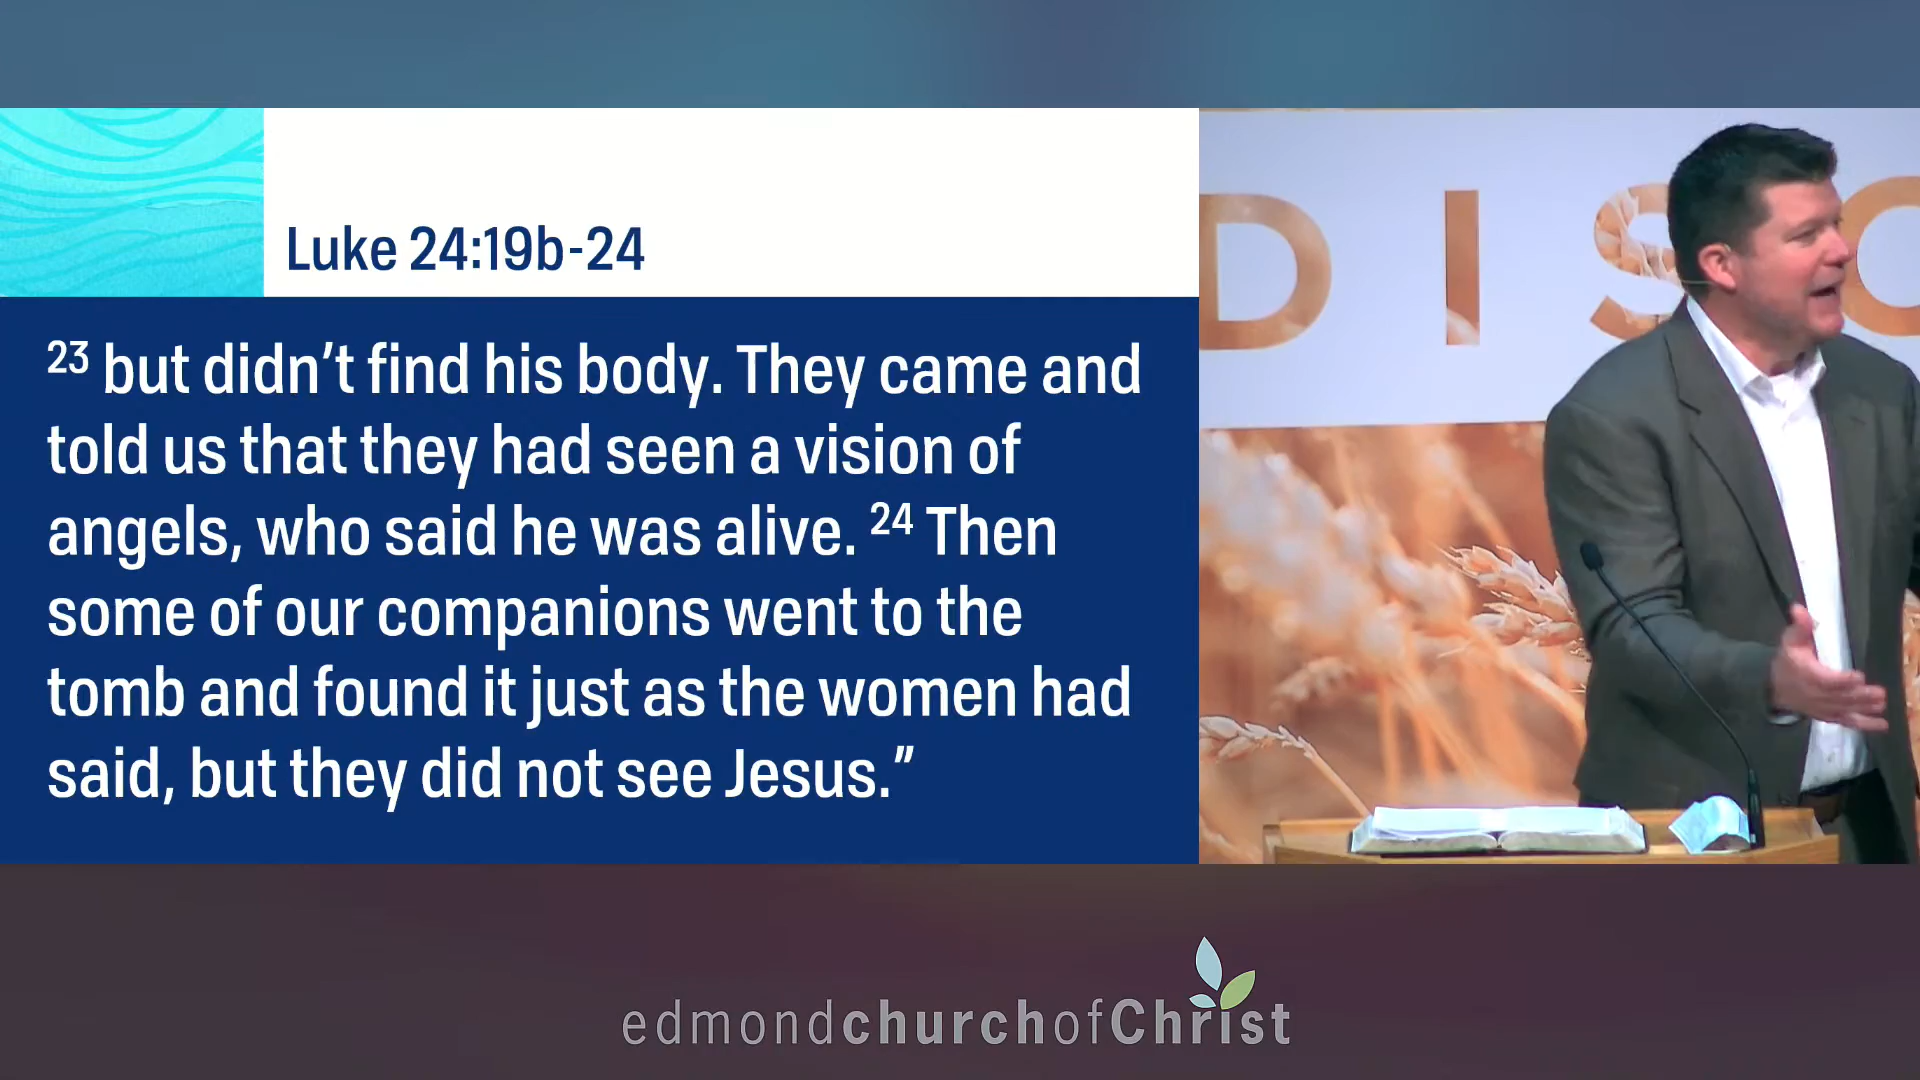 Luke 24:19b-24
23 but didn’t find his body. They came and
told us that they had seen a vision of
angels, who said he was alive. 24 Then
some of our companions went to the
tomb and found it just as the women had
said, but they did not see Jesus.”
DISC
edmondchurchofChrist